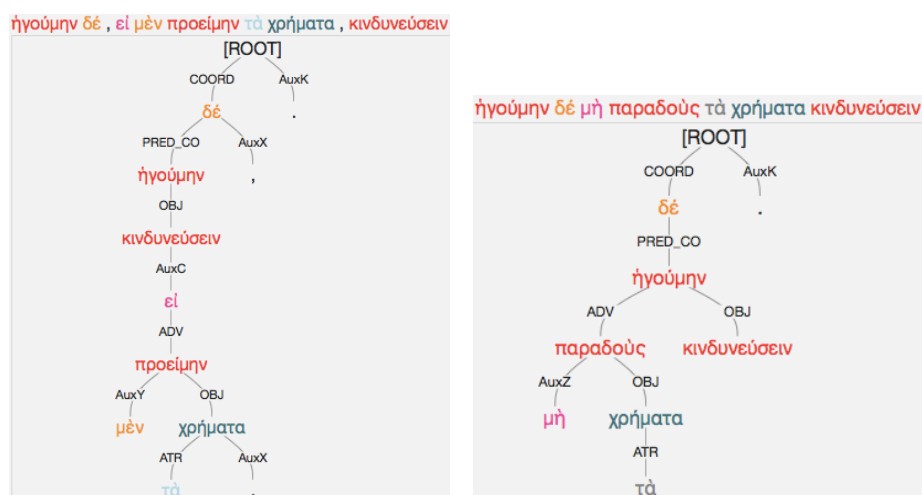 ἡγούμην δέ , εἰ μὲν προείμην τὰ χρήματα , κινδυνεύσειν
[ROOT]
COORD AuxK
δέ .
PRED_CO AuxX
ἡγούμην ,
OBJ
κινδυνεύσειν
AuxC
εἰ
ADV
προείμην
AuxY OBJ
μὲν χρήματα
ATR AuxX
τὰ ,
ἡγούμην δέ μὴ παραδοὺς τὰ χρήματα κινδυνεύσειν
[ROOT]
COORD AuxK
δέ .
PRED_CO
ἡγούμην
ADV OBJ
παραδοὺς κινδυνεύσειν
AuxZ OBJ
μὴ χρήματα
ATR
τὰ